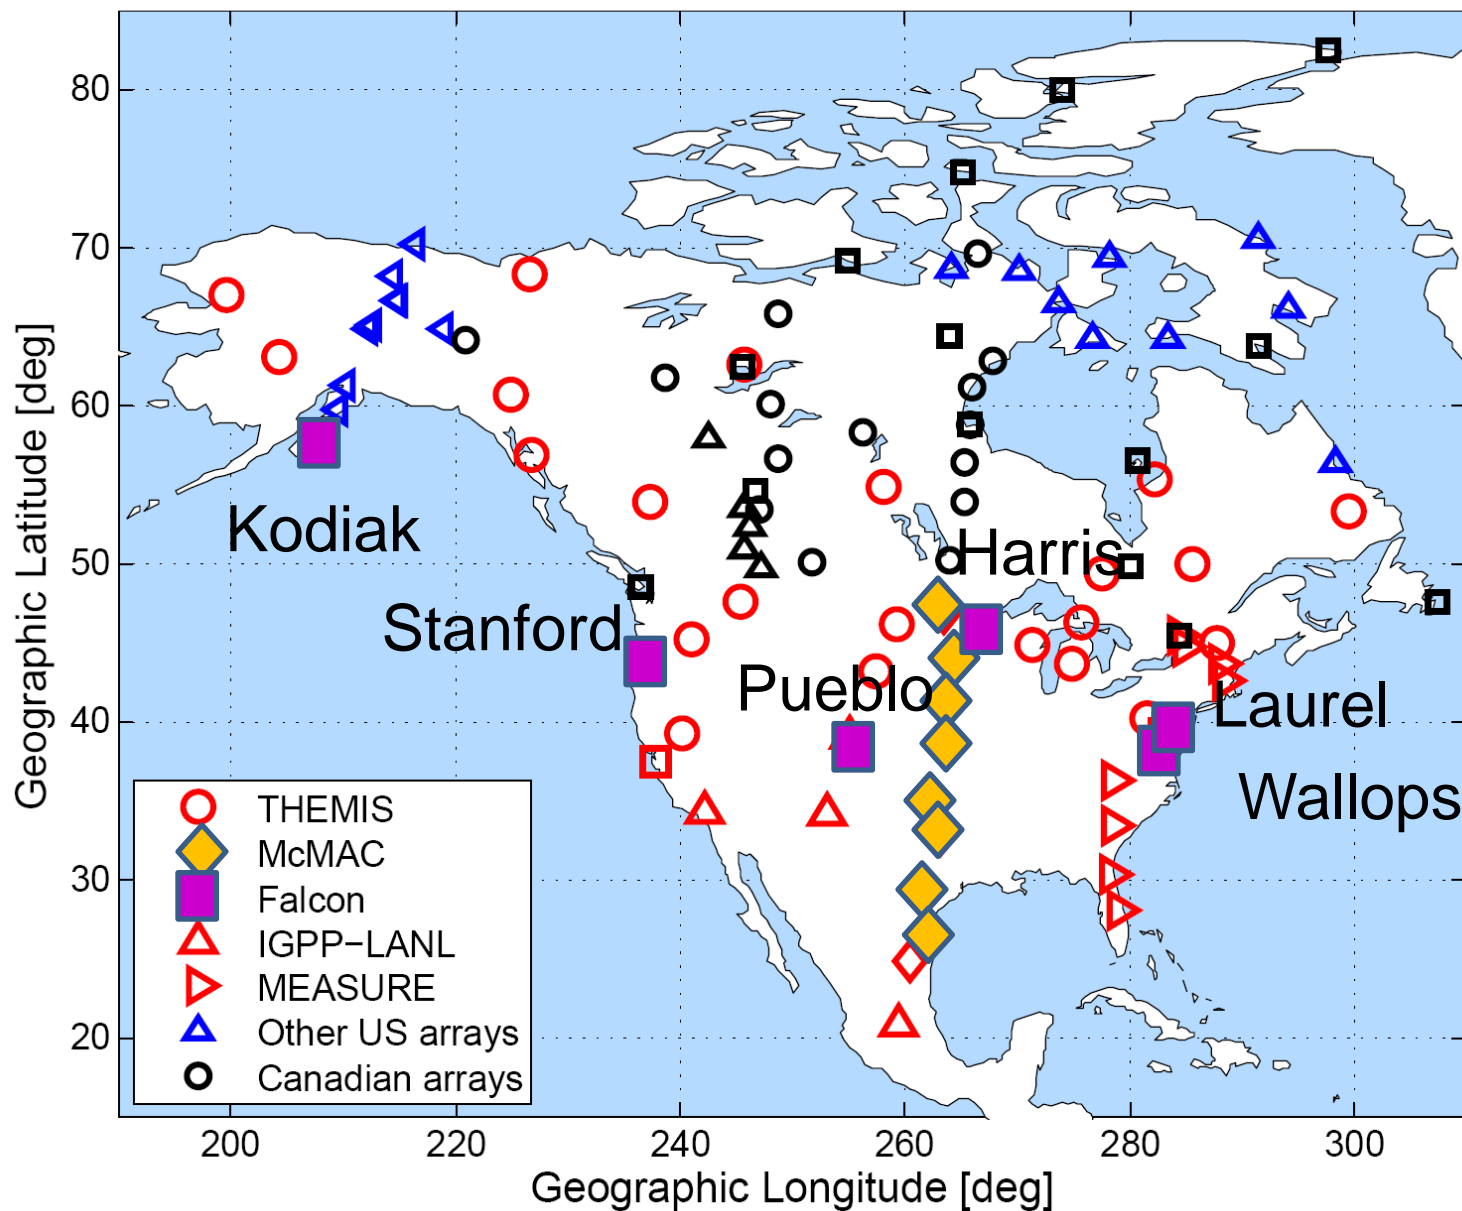 80
70
60
50
40
30
20
Geographic Latitude [deg]
Kodiak
Harris
Stanford
Pueblo
Laurel
Wallops
THEMIS
McMAC
Falcon
IGPP−LANL
MEASURE
Other US arrays
Canadian arrays
200
220
240
260
280
300
Geographic Longitude [deg]